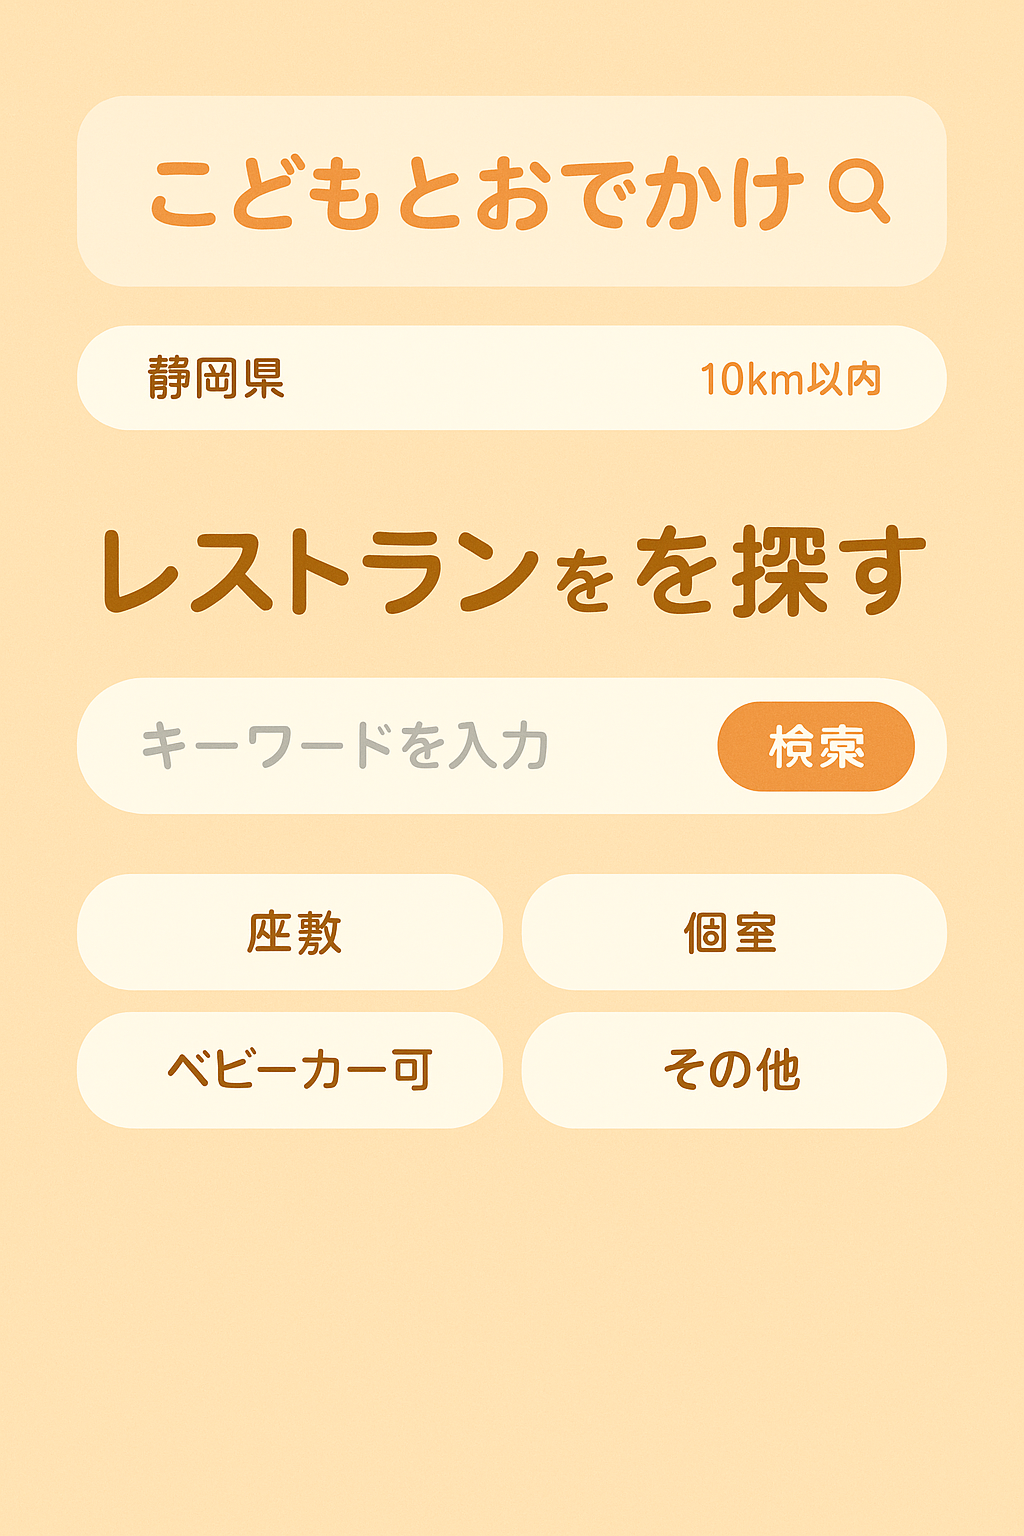 こどもとおでかけ
静岡県 10km以内
レストランをを探す
キーワードを入力 検索
座敷 個室
ベビーカー可 その他